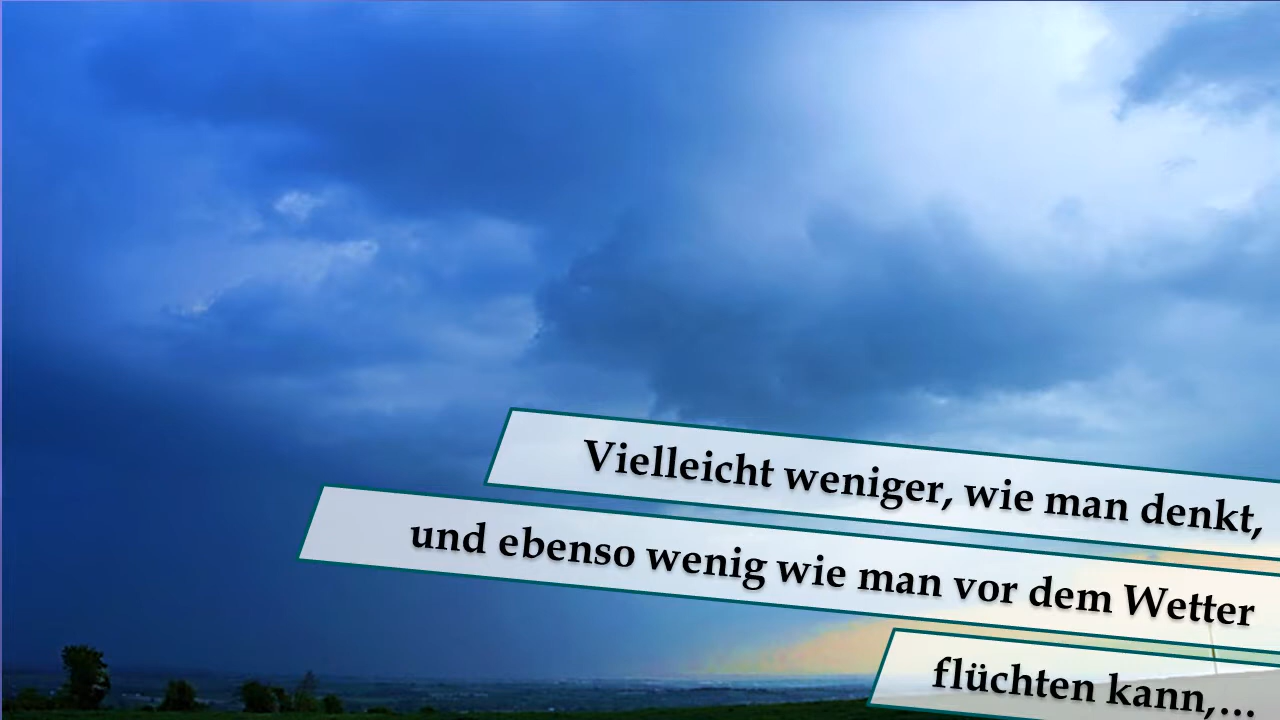 Vielleicht weniger, wie man denkt,
und ebenso wenig wie man vor dem Wetter
flüchten kann,...